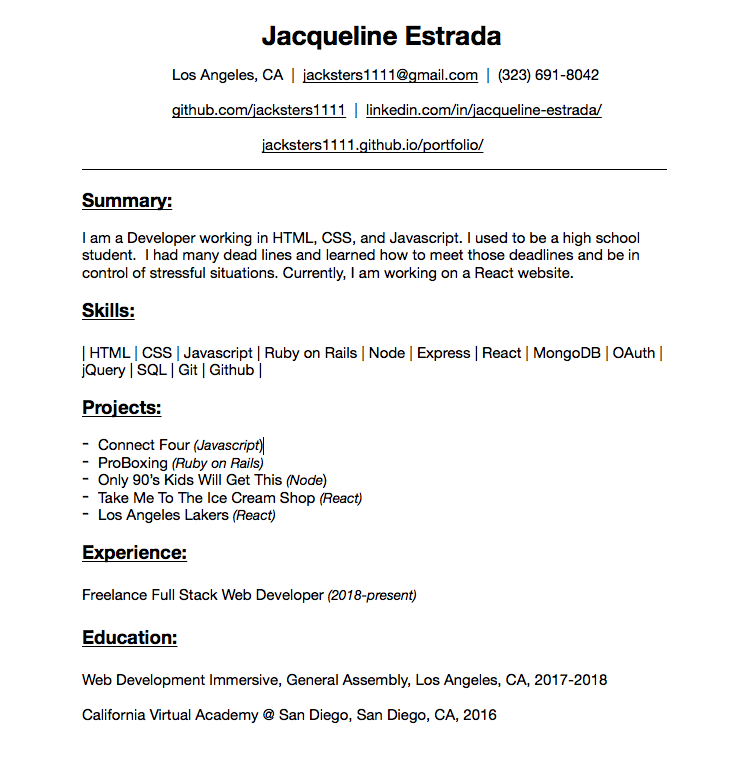 Jacqueline Estrada
Los Angeles, CA | jacksters1111@gmail.com | (323) 691-8042
github.com/jacksters1111 | linkedin.com/in/jacqueline-estrada/
jacksters1111.github.io/portfolio/
Summary:
I am a Developer working in HTML, CSS, and Javascript. I used to be a high school
student.  I had many dead lines and learned how to meet those deadlines and be in
control of stressful situations. Currently, I am working on a React website.
Skills:
| HTML | CSS | Javascript | Ruby on Rails | Node | Express | React | MongoDB | OAuth |
jQuery | SQL | Git | Github |
Projects:
- Connect Four (Javascript)
- ProBoxing (Ruby on Rails)
- Only 90’s Kids Will Get This (Node)
- Take Me To The Ice Cream Shop (React)
- Los Angeles Lakers (React)
Experience:
Freelance Full Stack Web Developer (2018-present)
Education:
Web Development Immersive, General Assembly, Los Angeles, CA, 2017-2018
California Virtual Academy @ San Diego, San Diego, CA, 2016